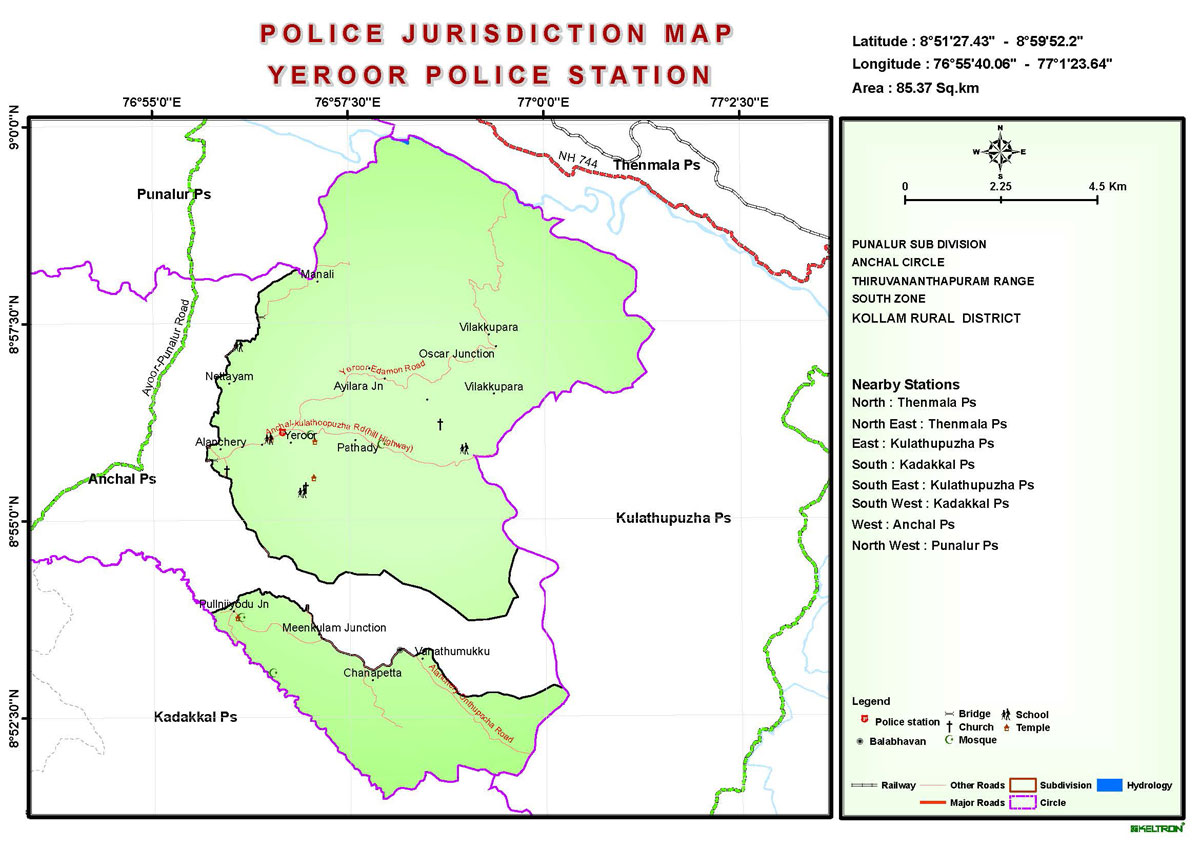 POLICE JURISDICTION MAP
YEROOR POLICE STATION
Latitude : 8°51'27.43" - 8°59'52.2"
Longitude : 76°55'40.06" - 77°1'23.64"
Area : 85.37 Sq.km
76°55'0"E
76°57'30"E
77°0'0"E
77°2'30"E
9°0'0"N
8°57'30"N
8°55'0"N
8°52'30"N
NH 744
Thenmala Ps
Punalur Ps
Manali
Ayoor-Punalur Road
Vilakkupara
Oscar Junction
Yeroor-Edamon Road
Nettayam
Ayilara Jn
Vilakkupara
Anchal-kulathoopuzha Rd(hill Highway)
Yeroor
Alanchery
Pathady
Anchal Ps
Kulathupuzha Ps
Pullnjiyodu Jn
Meenkulam Junction
Vanathumukku
Chanapetta
Kadakkal Ps
N
W
E
S
0
2.25
4.5 Km
PUNALUR SUB DIVISION
ANCHAL CIRCLE
THIRUVANANTHAPURAM RANGE
SOUTH ZONE
KOLLAM RURAL DISTRICT
Nearby Stations
North : Thenmala Ps
North East : Thenmala Ps
East : Kulathupuzha Ps
South : Kadakkal Ps
South East : Kulathupuzha Ps
South West : Kadakkal Ps
West : Anchal Ps
North West : Punalur Ps
Legend
Police station
Bridge
School
Church
Temple
Balabhavan
Mosque
Railway
Other Roads
Subdivision
Hydrology
Major Roads
Circle
KELTRON